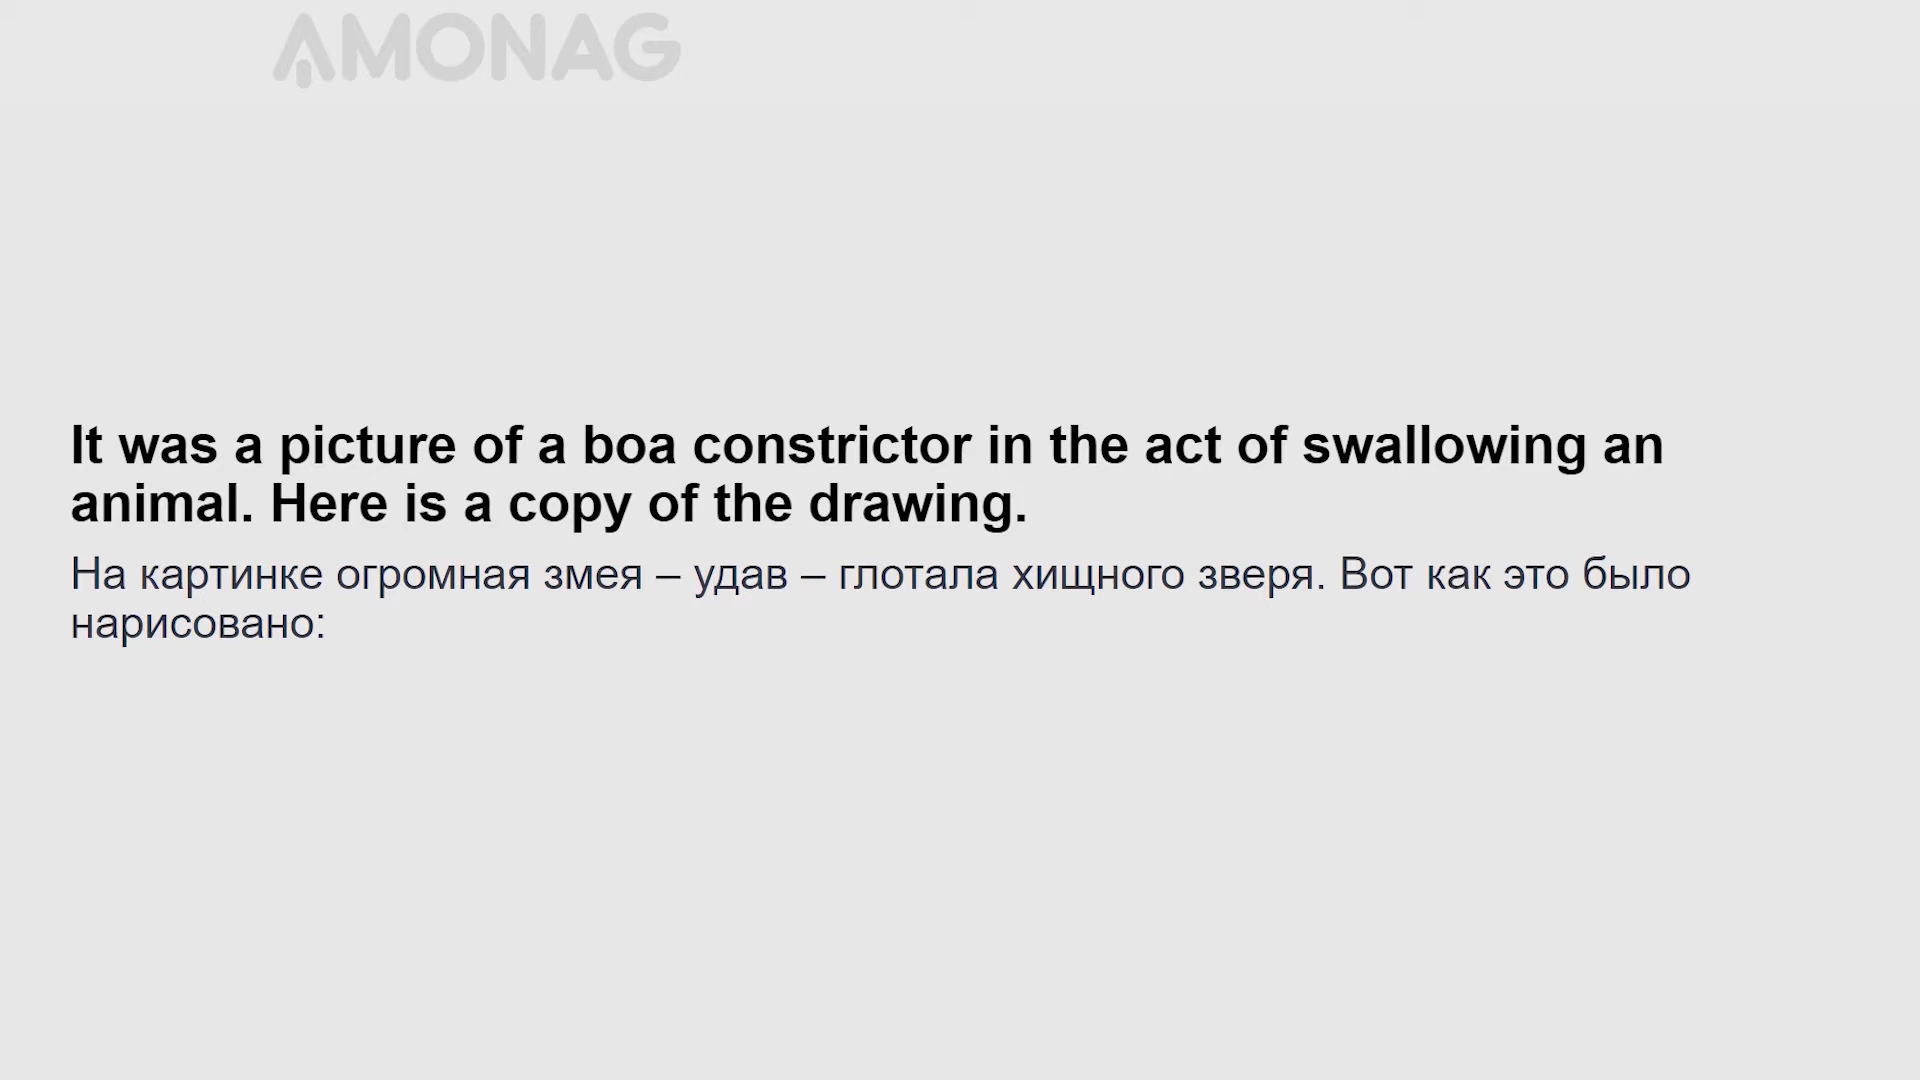 AMONAG
It was a picture of a boa constrictor in the act of swallowing an
animal. Here is a copy of the drawing.
На картинке огромная змея – удав – глотала хищного зверя. Вот как это было
нарисовано: